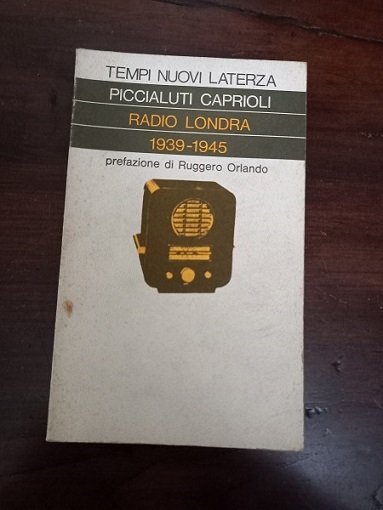 TEMPI NUOVI LATERZA
PICCIALUTI CAPRIOLI
RADIO LONDRA
1939-1945
prefazione di Ruggero Orlando